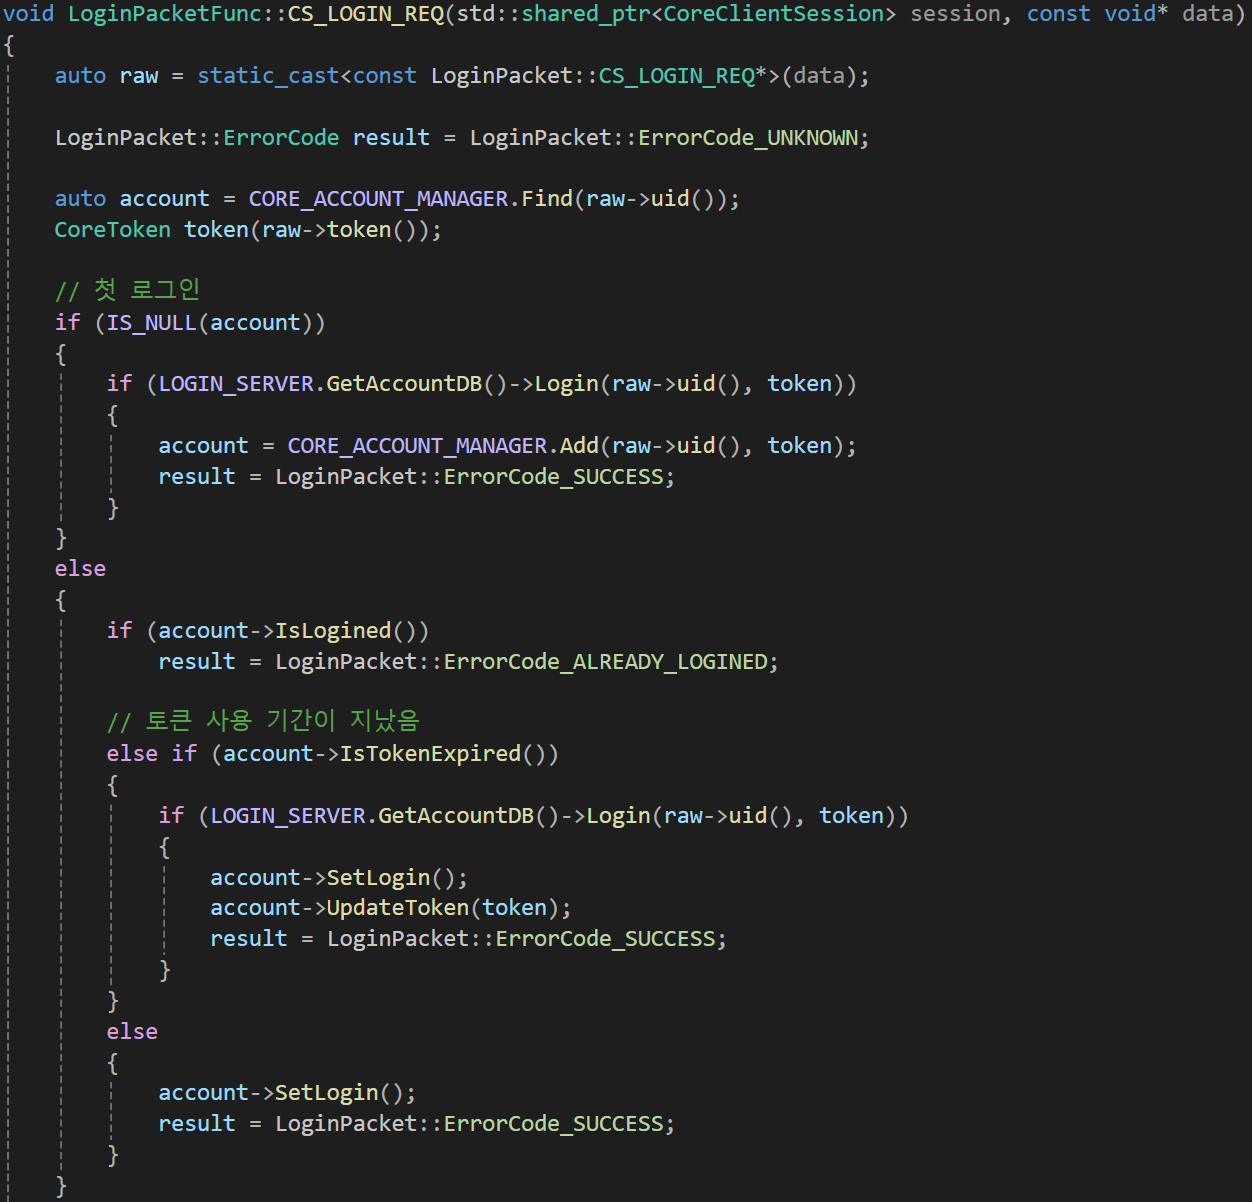 void LoginPacketFunc::CS_LOGIN_REQ(std::shared_ptr<CoreClientSession> session, const void* data)
{
    auto raw = static_cast<const LoginPacket::CS_LOGIN_REQ*>(data);

    LoginPacket::ErrorCode result = LoginPacket::ErrorCode_UNKNOWN;

    auto account = CORE_ACCOUNT_MANAGER.Find(raw->uid());
    CoreToken token(raw->token());

    // 첫 로그인
    if (IS_NULL(account))
    {
        if (LOGIN_SERVER.GetAccountDB()->Login(raw->uid(), token))
        {
            account = CORE_ACCOUNT_MANAGER.Add(raw->uid(), token);
            result = LoginPacket::ErrorCode_SUCCESS;
        }
    }
    else
    {
        if (account->IsLogined())
            result = LoginPacket::ErrorCode_ALREADY_LOGINED;

        // 토큰 사용 기간이 지났음
        else if (account->IsTokenExpired())
        {
            if (LOGIN_SERVER.GetAccountDB()->Login(raw->uid(), token))
            {
                account->SetLogin();
                account->UpdateToken(token);
                result = LoginPacket::ErrorCode_SUCCESS;
            }
        }
        else
        {
            account->SetLogin();
            result = LoginPacket::ErrorCode_SUCCESS;
        }
    }